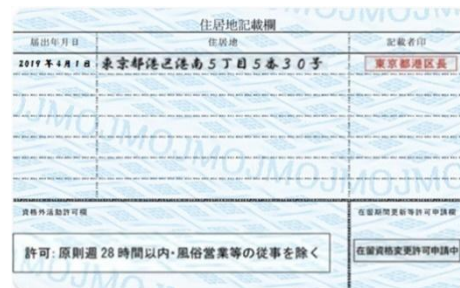 住居地記載欄
届出年月日 住居地 記載者印
2019年4月1日 東京都港区港南5丁目5番30号 東京都港区長
資格外活動許可欄 在留期間更新等許可申請欄
許可:原則週28時間以内・風俗営業等の従事を除く 在留資格変更許可申請中
MOJMOJMO